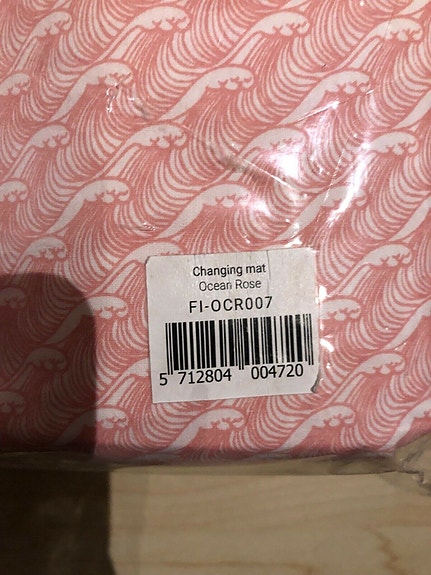 Changing mat
Ocean Rose
FI-OCR007
5 712804 004720